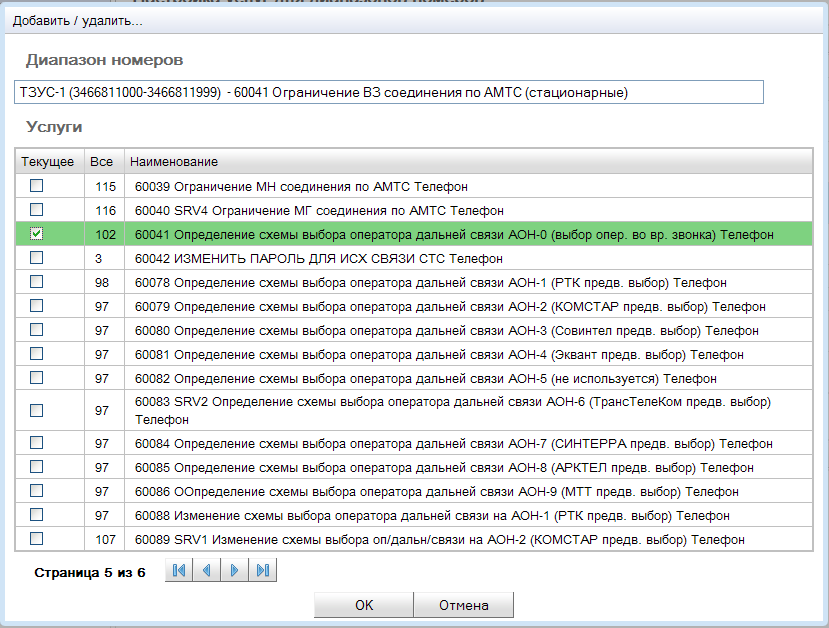 Добавить / удалить...
Диапазон номеров
ТЗУС-1 (3466811000-3466811999) - 60041 Ограничение ВЗ соединения по АМТС (стационарные)
Услуги
Текущее Все Наименование
115 60039 Ограничение МН соединения по АМТС Телефон
116 60040 SRV4 Ограничение МГ соединения по АМТС Телефон
102 60041 Определение схемы выбора оператора дальней связи АОН-0 (выбор опер. во вр. звонка) Телефон
3 60042 ИЗМЕНИТЬ ПАРОЛЬ ДЛЯ ИСХ СВЯЗИ СТС Телефон
98 60078 Определение схемы выбора оператора дальней связи АОН-1 (РТК предв. выбор) Телефон
97 60079 Определение схемы выбора оператора дальней связи АОН-2 (КОМСТАР предв. выбор) Телефон
97 60080 Определение схемы выбора оператора дальней связи АОН-3 (Совинтел предв. выбор) Телефон
97 60081 Определение схемы выбора оператора дальней связи АОН-4 (Эквант предв. выбор) Телефон
97 60082 Определение схемы выбора оператора дальней связи АОН-5 (не используется) Телефон
97 60083 SRV2 Определение схемы выбора оператора дальней связи АОН-6 (ТрансТелеКом предв. выбор)
Телефон
97 60084 Определение схемы выбора оператора дальней связи АОН-7 (СИНТЕРРА предв. выбор) Телефон
97 60085 Определение схемы выбора оператора дальней связи АОН-8 (АРКТЕЛ предв. выбор) Телефон
97 60086 ООпределение схемы выбора оператора дальней связи АОН-9 (МТТ предв. выбор) Телефон
97 60088 Изменение схемы выбора оператора дальней связи на АОН-1 (РТК предв. выбор) Телефон
107 60089 SRV1 Изменение схемы выбора оп/дальн/связи на АОН-2 (КОМСТАР предв. выбор) Телефон
Страница 5 из 6
OK Отмена